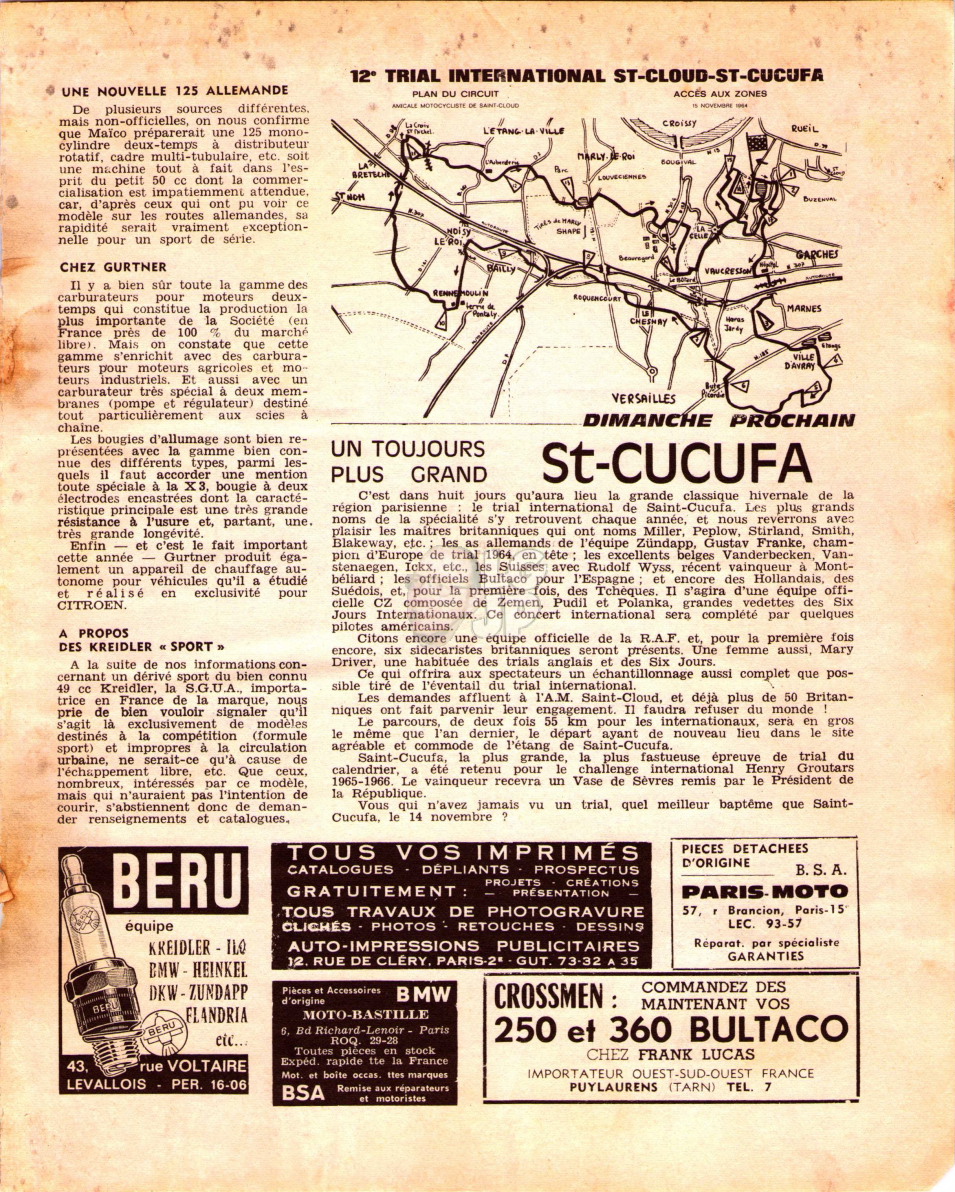 UNE NOUVELLE 125 ALLEMANDE
De plusieurs sources différentes,
mais non-officielles, on nous confirme
que Maïco préparerait une 125 mono-
cylindre deux-temps à distributeur
rotatif, cadre multi-tubulaire, etc. soit
une machine tout à fait dans l'es-
prit du petit 50 cc dont la commer-
cialisation est impatiemment attendue,
car, d'après ceux qui ont pu voir ce
modèle sur les routes allemandes, sa
rapidité serait vraiment exception-
nelle pour un sport de série.
CHEZ GURTNER
Il y a bien sûr toute la gamme des
carburateurs pour moteurs deux-
temps qui constitue la production la
plus importante de la Société (en
France près de 100 % du marché
libre). Mais on constate que cette
gamme s'enrichit avec des carbura-
teurs pour moteurs agricoles et mo-
teurs industriels. Et aussi avec un
carburateur très spécial à deux mem-
branes (pompe et régulateur) destiné
tout particulièrement aux scies à
chaîne.
Les bougies d'allumage sont bien re-
présentées avec la gamme bien con-
nue des différents types, parmi les-
quels il faut accorder une mention
toute spéciale à la X3, bougie à deux
électrodes encastrées dont la caracté-
ristique principale est une très grande
résistance à l'usure et, partant, une
très grande longévité.
Enfin — et c'est le fait important
cette année — Gurtner produit éga-
lement un appareil de chauffage au-
tonome pour véhicules qu'il a étudié
et réalisé en exclusivité pour
CITROEN.
A PROPOS
DES KREIDLER « SPORT »
A la suite de nos informations con-
cernant un dérivé sport du bien connu
49 cc Kreidler, la S.G.U.A., importa-
trice en France de la marque, nous
prie de bien vouloir signaler qu'il
s'agit là exclusivement de modèles
destinés à la compétition (formule
sport) et impropres à la circulation
urbaine, ne serait-ce qu'à cause de
l'échappement libre, etc. Que ceux,
nombreux, intéressés par ce modèle,
mais qui n'auraient pas l'intention de
courir, s'abstiennent donc de deman-
der renseignements et catalogues.
12e TRIAL INTERNATIONAL ST-CLOUD-ST-CUCUFA
PLAN DU CIRCUIT
ACCÈS AUX ZONES
AMICALE MOTOCYCLISTE DE SAINT-CLOUD
15 NOVEMBRE 1964
La Croix
St Michel
L'ETANG-LA-VILLE
CROISSY
RUEIL
LA
BRETECHE
MARLY-LE-ROI
LOUVECIENNES
BOUGIVAL
Parc
BUZENVAL
ST NOM
NOISY
LE ROI
BAILLY
SHAPE
Beauregard
LA
CELLE
VAUCRESSON
Hôpital
GARCHES
RENNEMOULIN
Ferme de
Pontaly
ROQUENCOURT
LE
CHESNAY
Haras
Jardy
MARNES
VILLE
D'AVRAY
Etangs
Bute
Picardie
VERSAILLES
DIMANCHE PROCHAIN
UN TOUJOURS
PLUS GRAND
St-CUCUFA
C'est dans huit jours qu'aura lieu la grande classique hivernale de la
région parisienne : le trial international de Saint-Cucufa. Les plus grands
noms de la spécialité s'y retrouvent chaque année, et nous reverrons avec
plaisir les maîtres britanniques qui ont noms Miller, Peplow, Stirland, Smith,
Blakeway, etc. ; les as allemands de l'équipe Zündapp, Gustav Franke, cham-
pion d'Europe de trial 1964, en tête ; les excellents belges Vanderbecken, Van-
stenaegen, Ickx, etc., les Suisses avec Rudolf Wyss, récent vainqueur à Mont-
béliard ; les officiels Bultaco pour l'Espagne ; et encore des Hollandais, des
Suédois, et, pour la première fois, des Tchèques. Il s'agira d'une équipe offi-
cielle CZ composée de Zemen, Pudil et Polanka, grandes vedettes des Six
Jours Internationaux. Ce concert international sera complété par quelques
pilotes américains.
Citons encore une équipe officielle de la R.A.F. et, pour la première fois
encore, six sidecaristes britanniques seront présents. Une femme aussi, Mary
Driver, une habituée des trials anglais et des Six Jours.
Ce qui offrira aux spectateurs un échantillonnage aussi complet que pos-
sible tiré de l'éventail du trial international.
Les demandes affluent à l'A.M. Saint-Cloud, et déjà plus de 50 Britan-
niques ont fait parvenir leur engagement. Il faudra refuser du monde !
Le parcours, de deux fois 55 km pour les internationaux, sera en gros
le même que l'an dernier, le départ ayant de nouveau lieu dans le site
agréable et commode de l'étang de Saint-Cucufa.
Saint-Cucufa, la plus grande, la plus fastueuse épreuve de trial du
calendrier, a été retenu pour le challenge international Henry Groutars
1965-1966. Le vainqueur recevra un Vase de Sèvres remis par le Président de
la République.
Vous qui n'avez jamais vu un trial, quel meilleur baptême que Saint-
Cucufa, le 14 novembre ?
BERU
équipe
KREIDLER - ILO
BMW - HEINKEL
DKW - ZUNDAPP
FLANDRIA
etc...
BERU
BERU
43, rue VOLTAIRE
LEVALLOIS - PER. 16-06
TOUS VOS IMPRIMÉS
CATALOGUES - DÉPLIANTS - PROSPECTUS
GRATUITEMENT : PROJETS - CRÉATIONS
— PRÉSENTATION —
TOUS TRAVAUX DE PHOTOGRAVURE
CLICHÉS - PHOTOS - RETOUCHES - DESSINS
AUTO-IMPRESSIONS PUBLICITAIRES
12, RUE DE CLÉRY, PARIS-2e - GUT. 73-32 A 35
PIECES DETACHEES
D'ORIGINE
B. S. A.
PARIS-MOTO
57, r Brancion, Paris-15e
LEC. 93-57
Réparat. par spécialiste
GARANTIES
Pièces et Accessoires
d'origine
BMW
MOTO-BASTILLE
6, Bd Richard-Lenoir - Paris
ROQ. 29-28
Toutes pièces en stock
Expéd. rapide tte la France
Mot. et boîte occas. ttes marques
BSA Remise aux réparateurs
et motoristes
CROSSMEN : COMMANDEZ DES
MAINTENANT VOS
250 et 360 BULTACO
CHEZ FRANK LUCAS
IMPORTATEUR OUEST-SUD-OUEST FRANCE
PUYLAURENS (TARN) TEL. 7